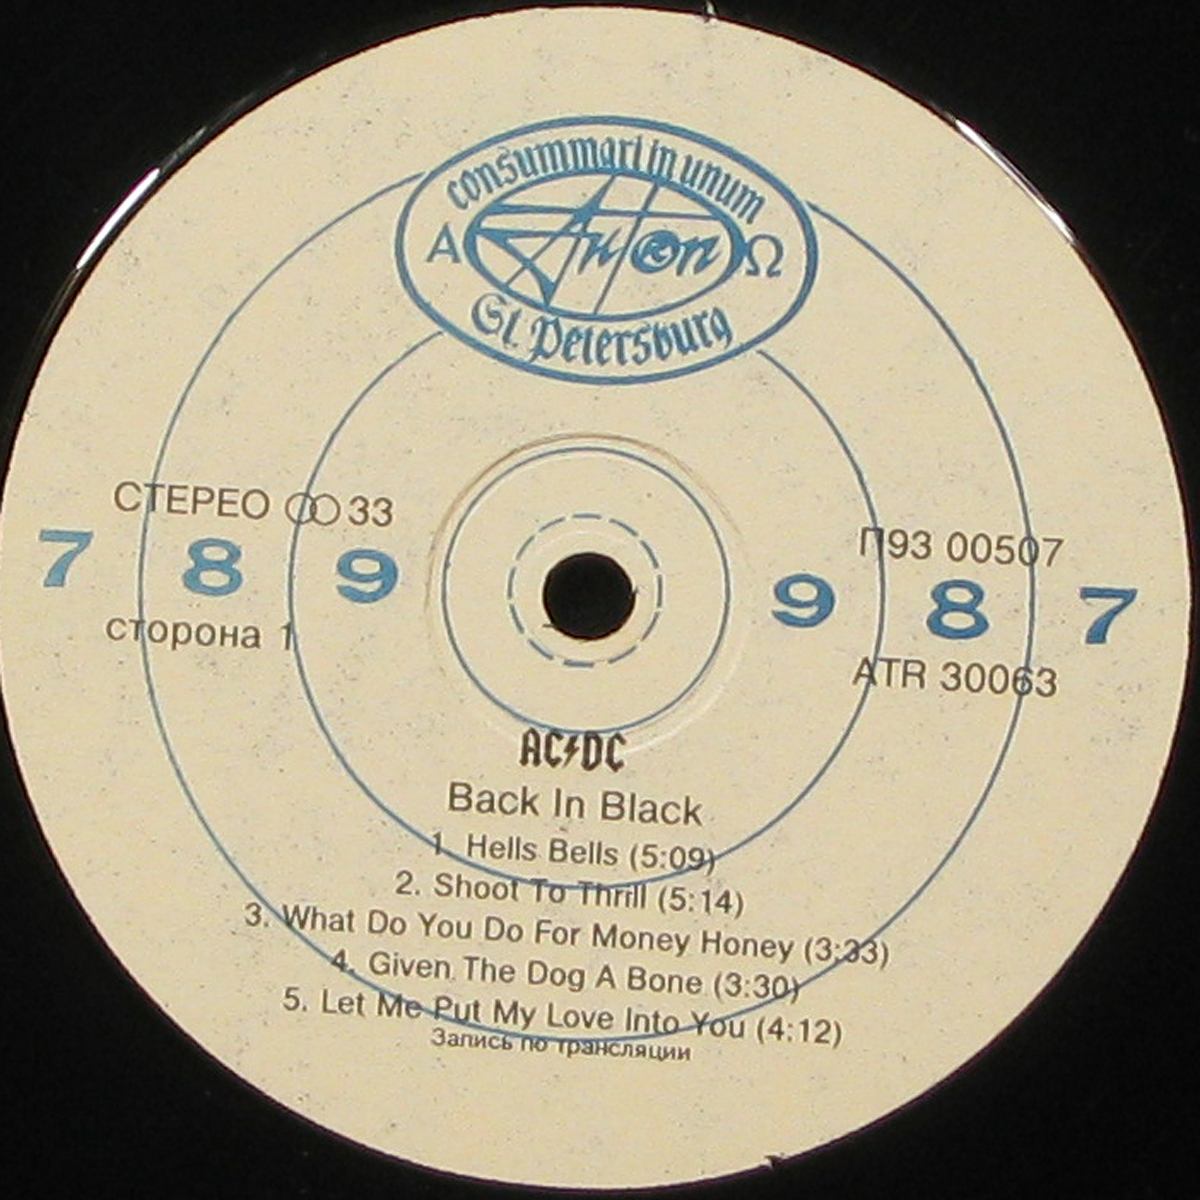 consummari in unum
Α AnTrop Ω
St. Petersburg
СТЕРЕО 33
П93 00507
7 8 9
9 8 7
сторона 1
ATR 30063
AC⚡DC
Back In Black
1. Hells Bells (5:09)
2. Shoot To Thrill (5:14)
3. What Do You Do For Money Honey (3:33)
4. Given The Dog A Bone (3:30)
5. Let Me Put My Love Into You (4:12)
Запись по трансляции